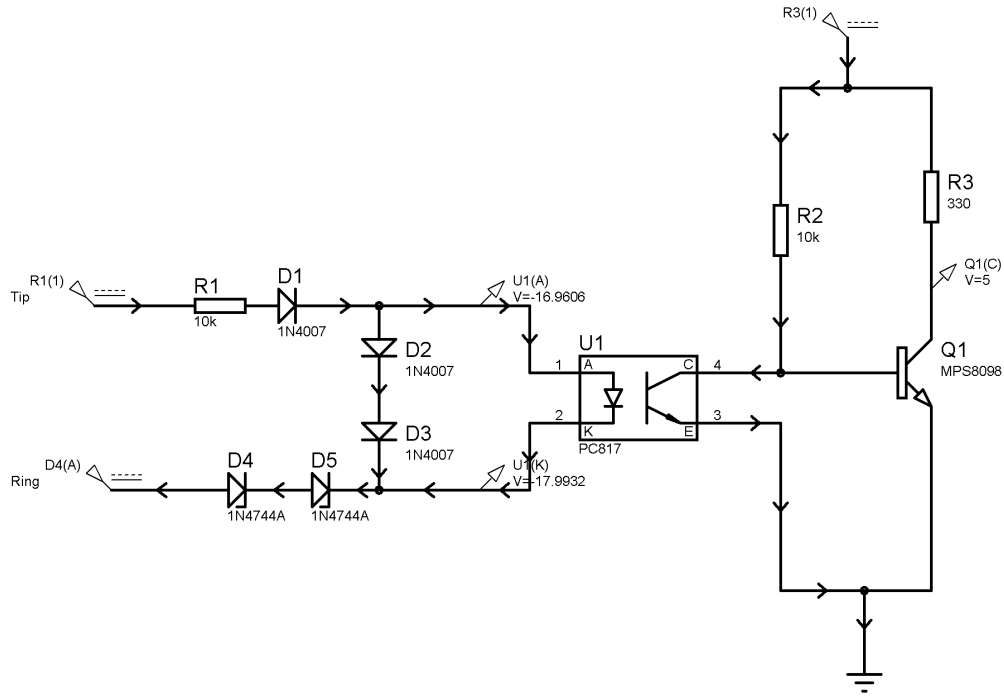 R3(1)
R3
330
R2
10k
Q1(C)
V=5
R1(1)
Tip
R1
10k
D1
1N4007
U1(A)
V=-16.9606
D2
1N4007
U1
1
A
C
4
Q1
MPS8098
D3
1N4007
2
K
E
3
PC817
D4(A)
Ring
D4
1N4744A
D5
1N4744A
U1(K)
V=-17.9932